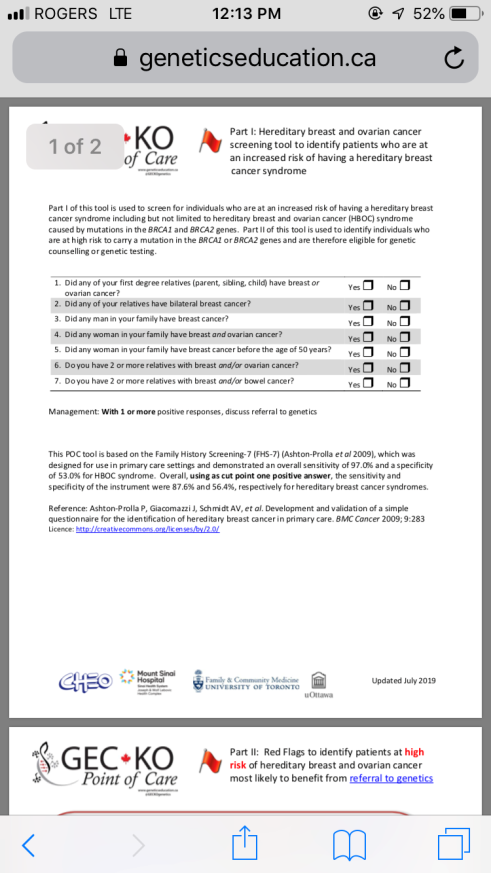 ROGERS LTE 12:13 PM 52%
geneticseducation.ca
1 of 2
KO
of Care
Part I: Hereditary breast and ovarian cancer
screening tool to identify patients who are at
an increased risk of having a hereditary breast
cancer syndrome
Part I of this tool is used to screen for individuals who are at an increased risk of having a hereditary breast
cancer syndrome including but not limited to hereditary breast and ovarian cancer (HBOC) syndrome
caused by mutations in the BRCA1 and BRCA2 genes. Part II of this tool is used to identify individuals who
are at high risk to carry a mutation in the BRCA1 or BRCA2 genes and are therefore eligible for genetic
counselling or genetic testing.
1. Did any of your first degree relatives (parent, sibling, child) have breast or
ovarian cancer? Yes No
2. Did any of your relatives have bilateral breast cancer? Yes No
3. Did any man in your family have breast cancer? Yes No
4. Did any woman in your family have breast and ovarian cancer? Yes No
5. Did any woman in your family have breast cancer before the age of 50 years? Yes No
6. Do you have 2 or more relatives with breast and/or ovarian cancer? Yes No
7. Do you have 2 or more relatives with breast and/or bowel cancer? Yes No
Management: With 1 or more positive responses, discuss referral to genetics
This POC tool is based on the Family History Screening-7 (FHS-7) (Ashton-Prolla et al 2009), which was
designed for use in primary care settings and demonstrated an overall sensitivity of 97.0% and a specificity
of 53.0% for HBOC syndrome. Overall, using as cut point one positive answer, the sensitivity and
specificity of the instrument were 87.6% and 56.4%, respectively for hereditary breast cancer syndromes.
Reference: Ashton-Prolla P, Giacomazzi J, Schmidt AV, et al. Development and validation of a simple
questionnaire for the identification of hereditary breast cancer in primary care. BMC Cancer 2009; 9:283
Licence: http://creativecommons.org/licenses/by/2.0/
CHEO
Mount Sinai
Hospital
Family & Community Medicine
UNIVERSITY OF TORONTO
uOttawa
Updated July 2019
GEC KO
Point of Care
Part II: Red Flags to identify patients at high
risk of hereditary breast and ovarian cancer
most likely to benefit from referral to genetics